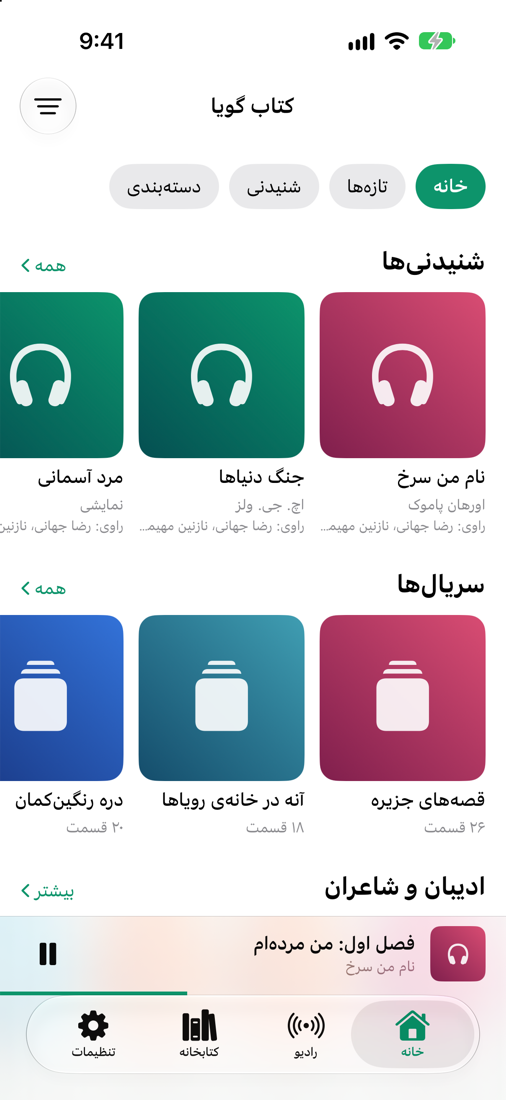 9:41
کتاب گویا
خانه
تازه‌ها
شنیدنی
دسته‌بندی
شنیدنی‌ها
همه
نام من سرخ
اورهان پاموک
راوی: رضا جهانی، نازنین مهیم...
جنگ دنیاها
اچ. جی. ولز
راوی: رضا جهانی، نازنین مهیم...
مرد آسمانی
نمایشی
راوی: رضا جهانی، نازنین
سریال‌ها
همه
قصه‌های جزیره
۲۶ قسمت
آنه در خانه‌ی رویاها
۱۸ قسمت
دره رنگین‌کمان
۲۰ قسمت
ادیبان و شاعران
بیشتر
فصل اول: من مرده‌ام
نام من سرخ
خانه
رادیو
کتابخانه
تنظیمات